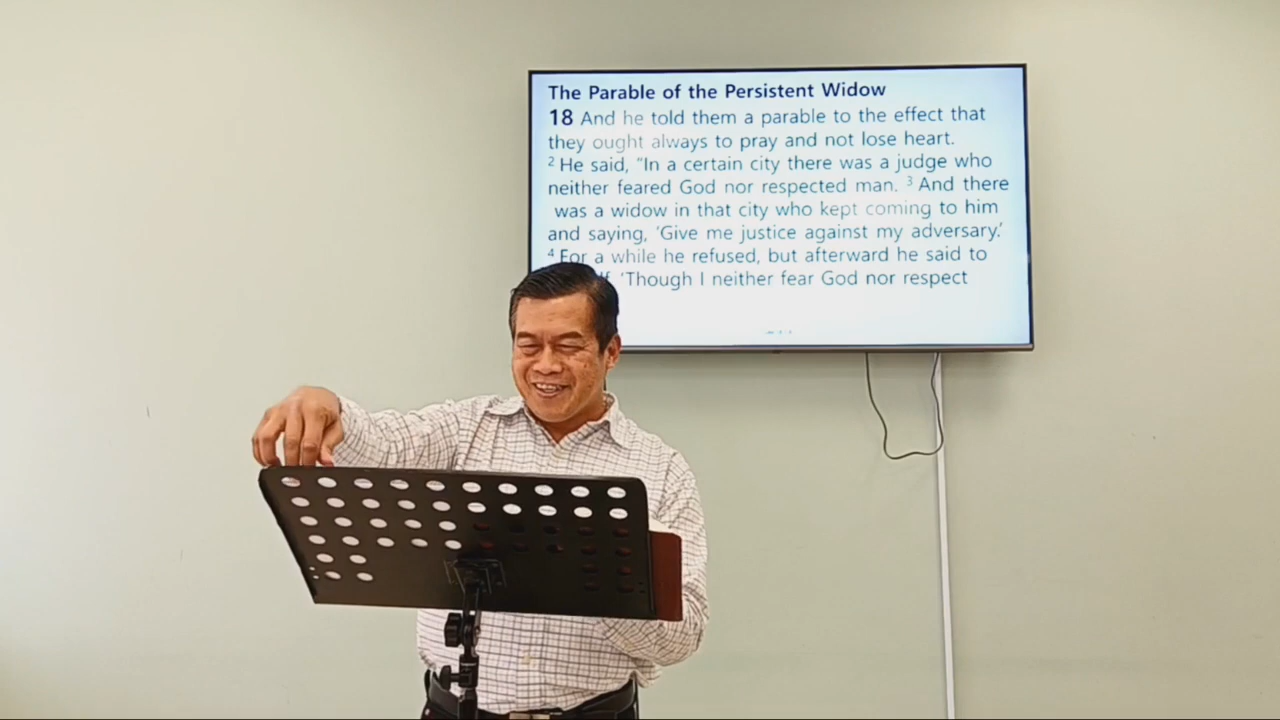 The Parable of the Persistent Widow
18 And he told them a parable to the effect that
they ought always to pray and not lose heart.
2 He said, “In a certain city there was a judge who
neither feared God nor respected man. 3 And there
was a widow in that city who kept coming to him
and saying, ‘Give me justice against my adversary.’
4 For a while he refused, but afterward he said to
‘Though I neither fear God nor respect